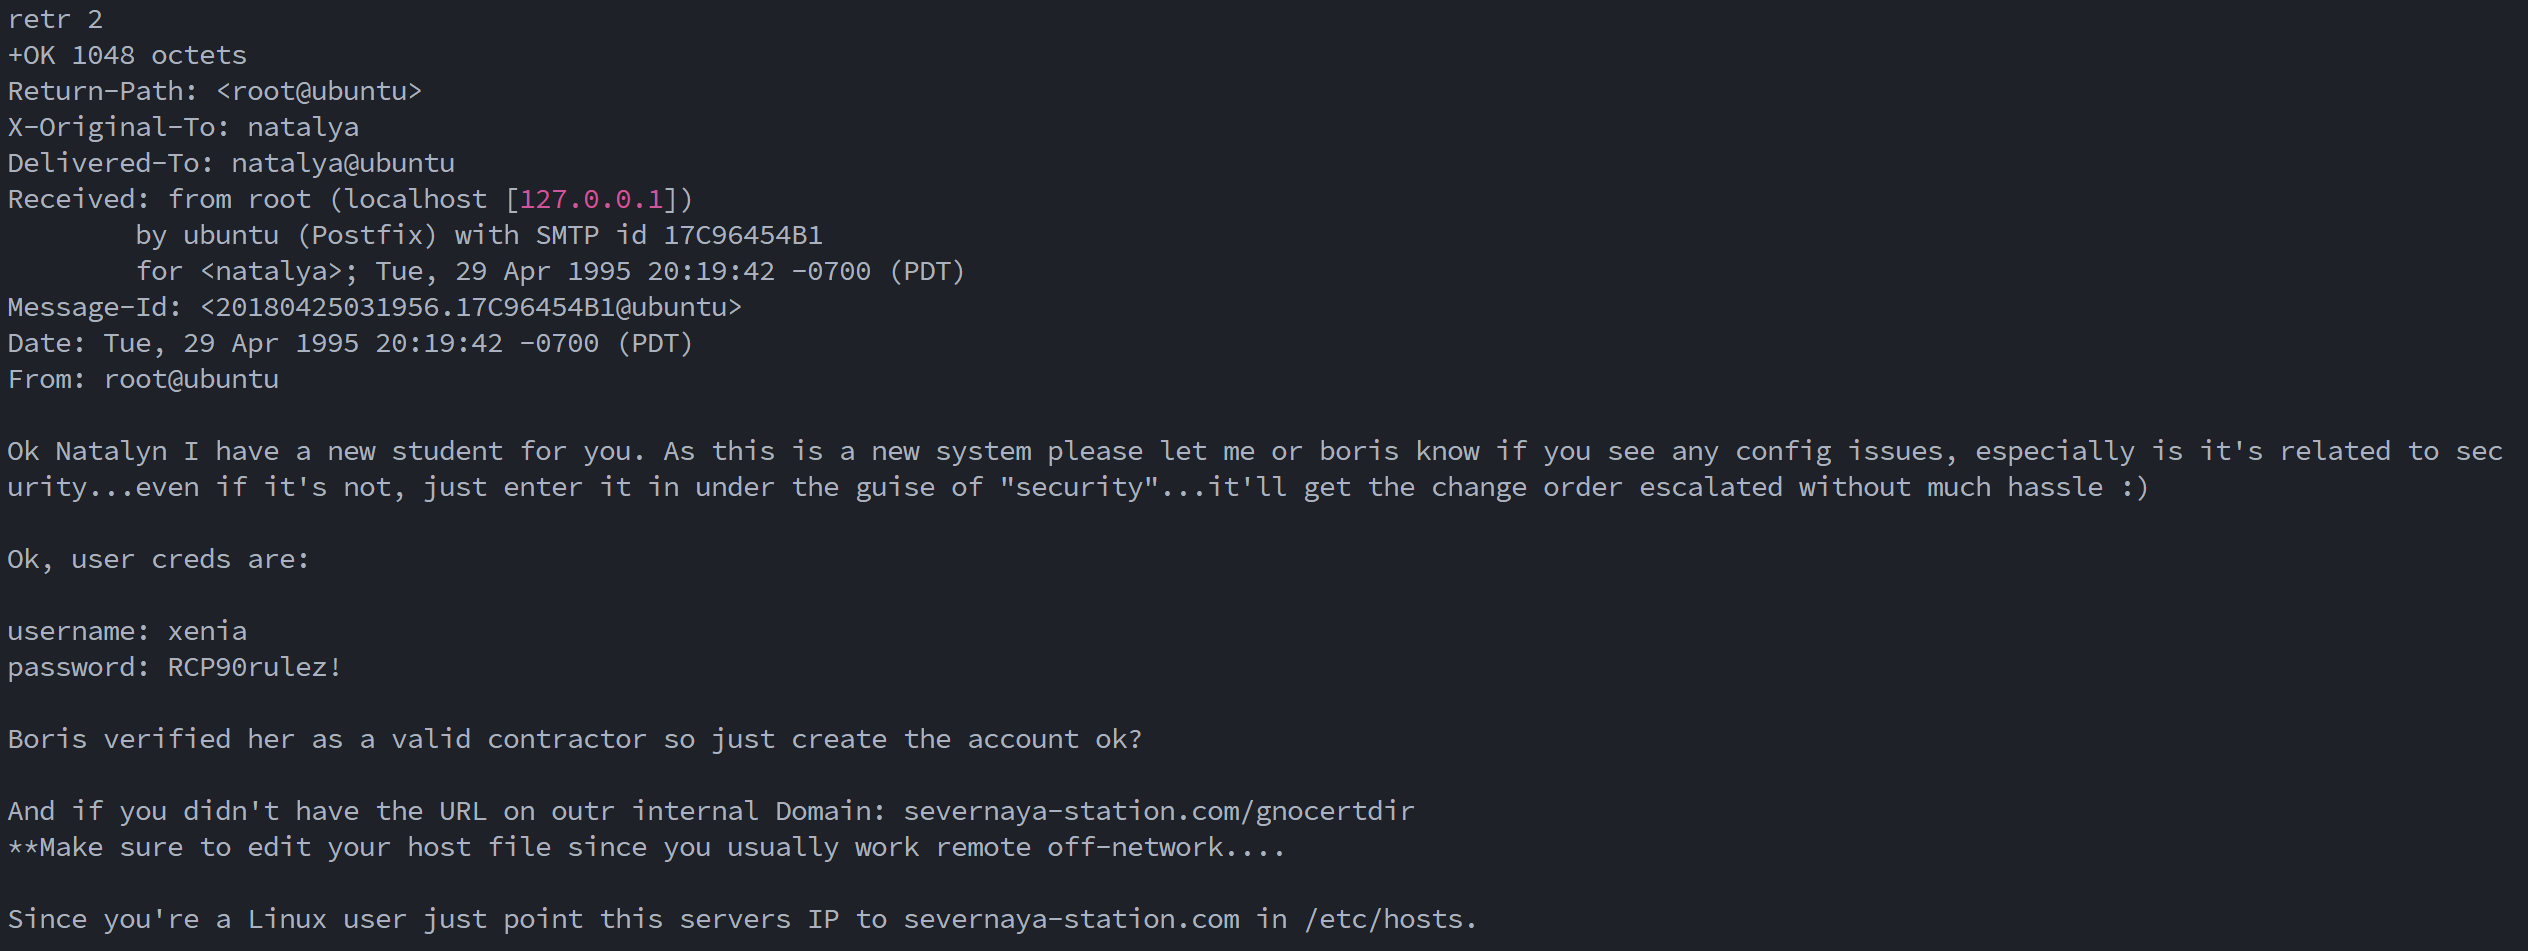 retr 2
+OK 1048 octets
Return-Path: <root@ubuntu>
X-Original-To: natalya
Delivered-To: natalya@ubuntu
Received: from root (localhost [127.0.0.1])
        by ubuntu (Postfix) with SMTP id 17C96454B1
        for <natalya>; Tue, 29 Apr 1995 20:19:42 -0700 (PDT)
Message-Id: <20180425031956.17C96454B1@ubuntu>
Date: Tue, 29 Apr 1995 20:19:42 -0700 (PDT)
From: root@ubuntu

Ok Natalyn I have a new student for you. As this is a new system please let me or boris know if you see any config issues, especially is it's related to sec
urity...even if it's not, just enter it in under the guise of "security"...it'll get the change order escalated without much hassle :)

Ok, user creds are:

username: xenia
password: RCP90rulez!

Boris verified her as a valid contractor so just create the account ok?

And if you didn't have the URL on outr internal Domain: severnaya-station.com/gnocertdir
**Make sure to edit your host file since you usually work remote off-network....

Since you're a Linux user just point this servers IP to severnaya-station.com in /etc/hosts.